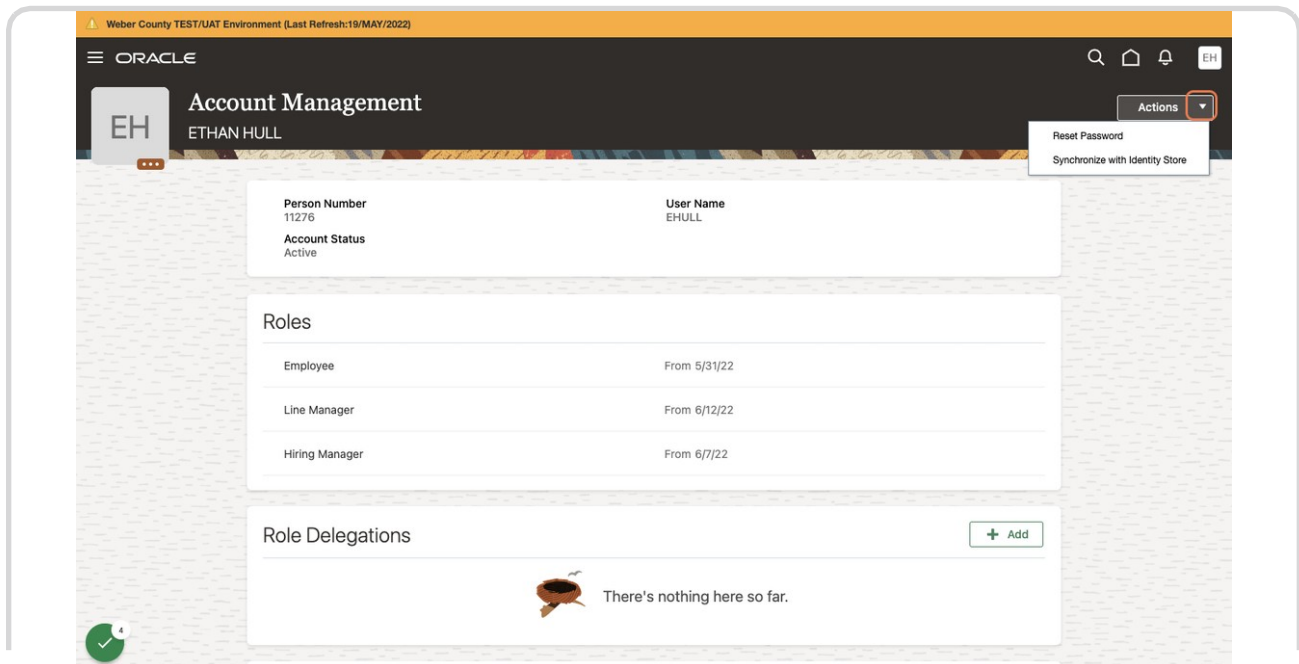 Weber County TEST/UAT Environment (Last Refresh:19/MAY/2022)
ORACLE
EH
EH
Account Management
ETHAN HULL
Actions
Reset Password
Synchronize with Identity Store
Person Number
11276
User Name
EHULL
Account Status
Active
Roles
Employee From 5/31/22
Line Manager From 6/12/22
Hiring Manager From 6/7/22
Role Delegations
+ Add
There's nothing here so far.
4